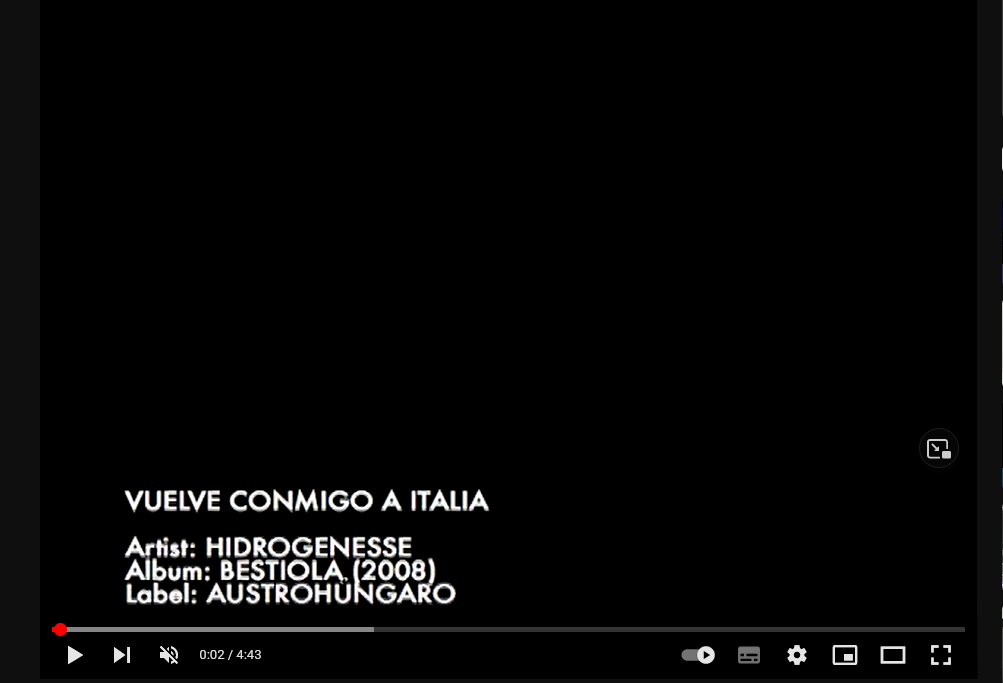 VUELVE CONMIGO A ITALIA
Artist: HIDROGENESSE
Album: BESTIOLA (2008)
Label: AUSTROHÜNGARO
0:02 / 4:43